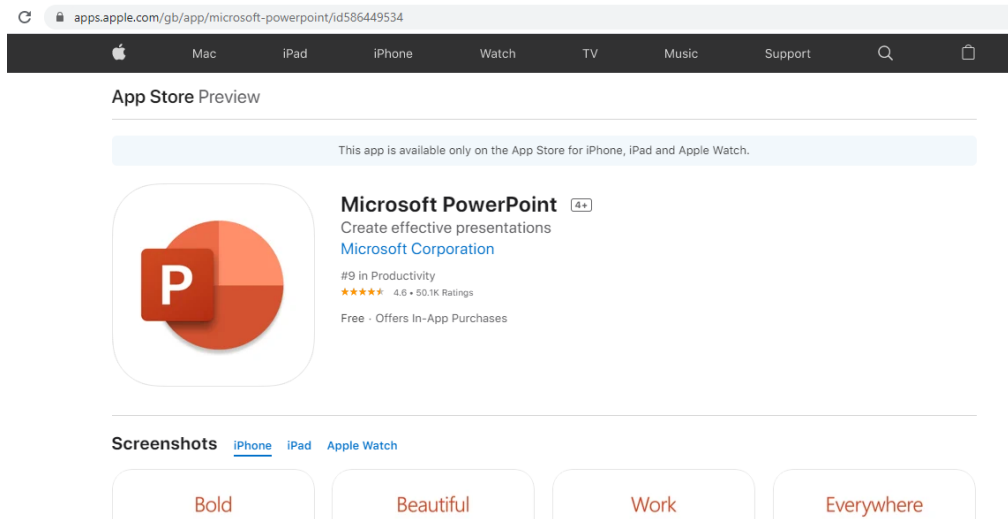 apps.apple.com/gb/app/microsoft-powerpoint/id586449534
Mac iPad iPhone Watch TV Music Support
App Store Preview
This app is available only on the App Store for iPhone, iPad and Apple Watch.
P
Microsoft PowerPoint 4+
Create effective presentations
Microsoft Corporation
#9 in Productivity
4.6 • 50.1K Ratings
Free · Offers In-App Purchases
Screenshots iPhone iPad Apple Watch
Bold Beautiful Work Everywhere